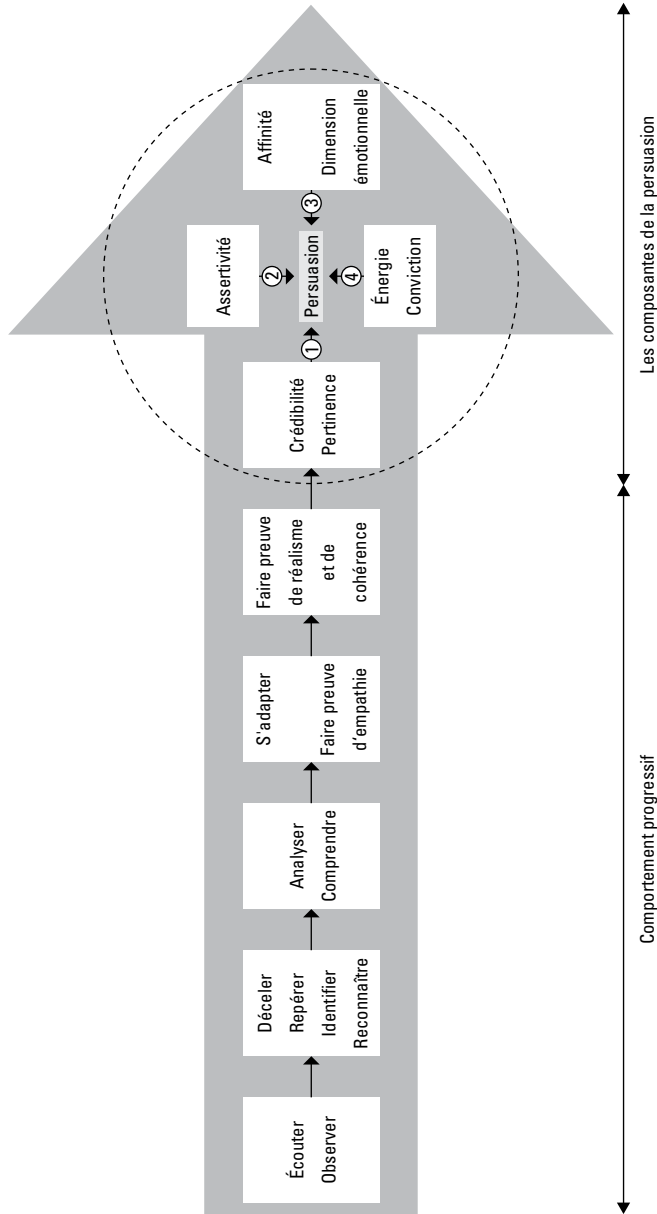 Écouter
Observer
Déceler
Repérer
Identifier
Reconnaître
Analyser
Comprendre
S'adapter
Faire preuve
d'empathie
Faire preuve
de réalisme
et de
cohérence
Crédibilité
Pertinence
1
Assertivité
2
Persuasion
4
Énergie
Conviction
3
Affinité
Dimension
émotionnelle
Comportement progressif
Les composantes de la persuasion